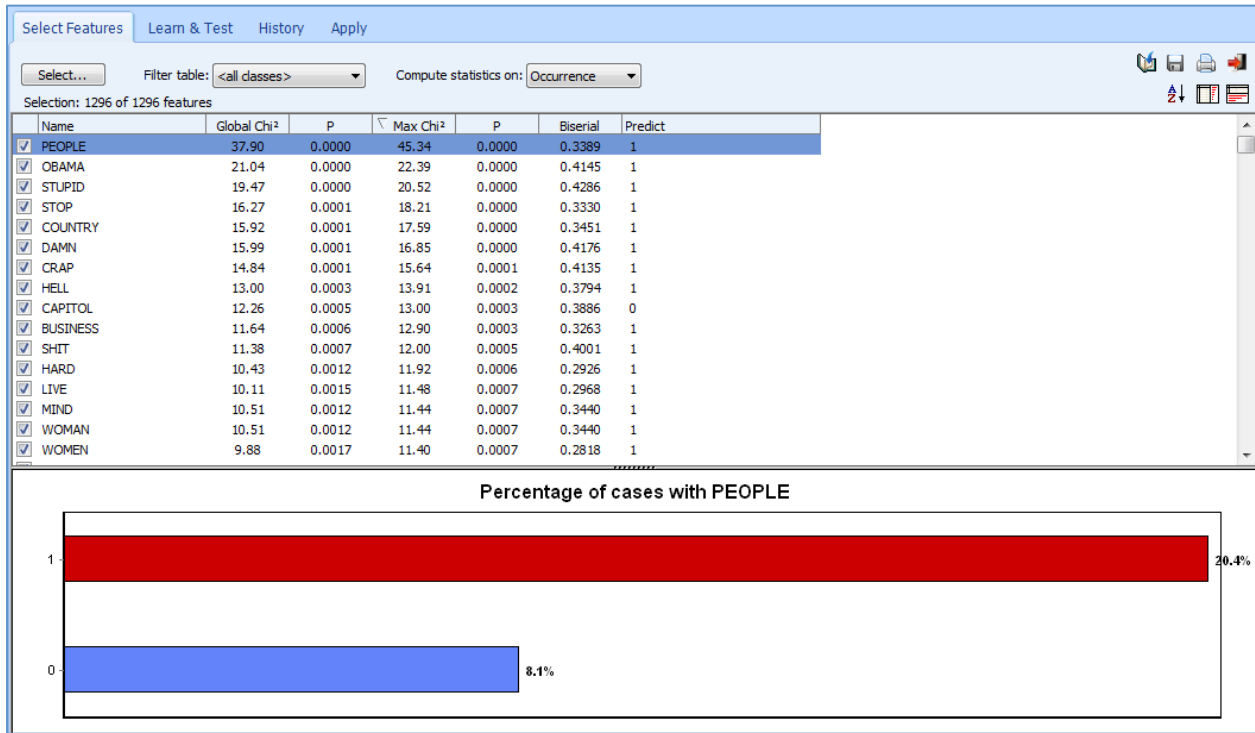 Select Features Learn & Test History Apply
Select... Filter table: <all classes> Compute statistics on: Occurrence
Selection: 1296 of 1296 features
Name Global Chi² P Max Chi² P Biserial Predict
PEOPLE 37.90 0.0000 45.34 0.0000 0.3389 1
OBAMA 21.04 0.0000 22.39 0.0000 0.4145 1
STUPID 19.47 0.0000 20.52 0.0000 0.4286 1
STOP 16.27 0.0001 18.21 0.0000 0.3330 1
COUNTRY 15.92 0.0001 17.59 0.0000 0.3451 1
DAMN 15.99 0.0001 16.85 0.0000 0.4176 1
CRAP 14.84 0.0001 15.64 0.0001 0.4135 1
HELL 13.00 0.0003 13.91 0.0002 0.3794 1
CAPITOL 12.26 0.0005 13.00 0.0003 0.3886 0
BUSINESS 11.64 0.0006 12.90 0.0003 0.3263 1
SHIT 11.38 0.0007 12.00 0.0005 0.4001 1
HARD 10.43 0.0012 11.92 0.0006 0.2926 1
LIVE 10.11 0.0015 11.48 0.0007 0.2968 1
MIND 10.51 0.0012 11.44 0.0007 0.3440 1
WOMAN 10.51 0.0012 11.44 0.0007 0.3440 1
WOMEN 9.88 0.0017 11.40 0.0007 0.2818 1
Percentage of cases with PEOPLE
1 20.4%
0 8.1%